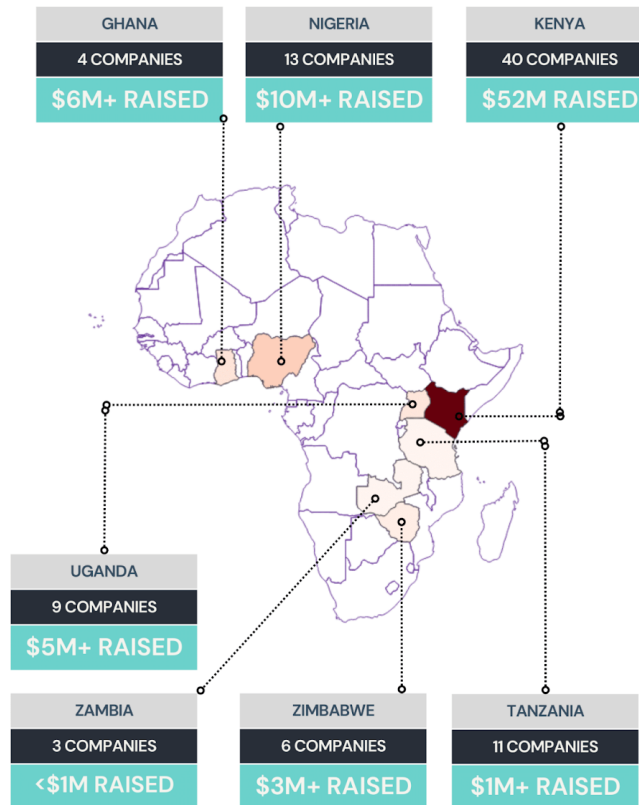 GHANA
4 COMPANIES
$6M+ RAISED
NIGERIA
13 COMPANIES
$10M+ RAISED
KENYA
40 COMPANIES
$52M RAISED
UGANDA
9 COMPANIES
$5M+ RAISED
ZAMBIA
3 COMPANIES
<$1M RAISED
ZIMBABWE
6 COMPANIES
$3M+ RAISED
TANZANIA
11 COMPANIES
$1M+ RAISED